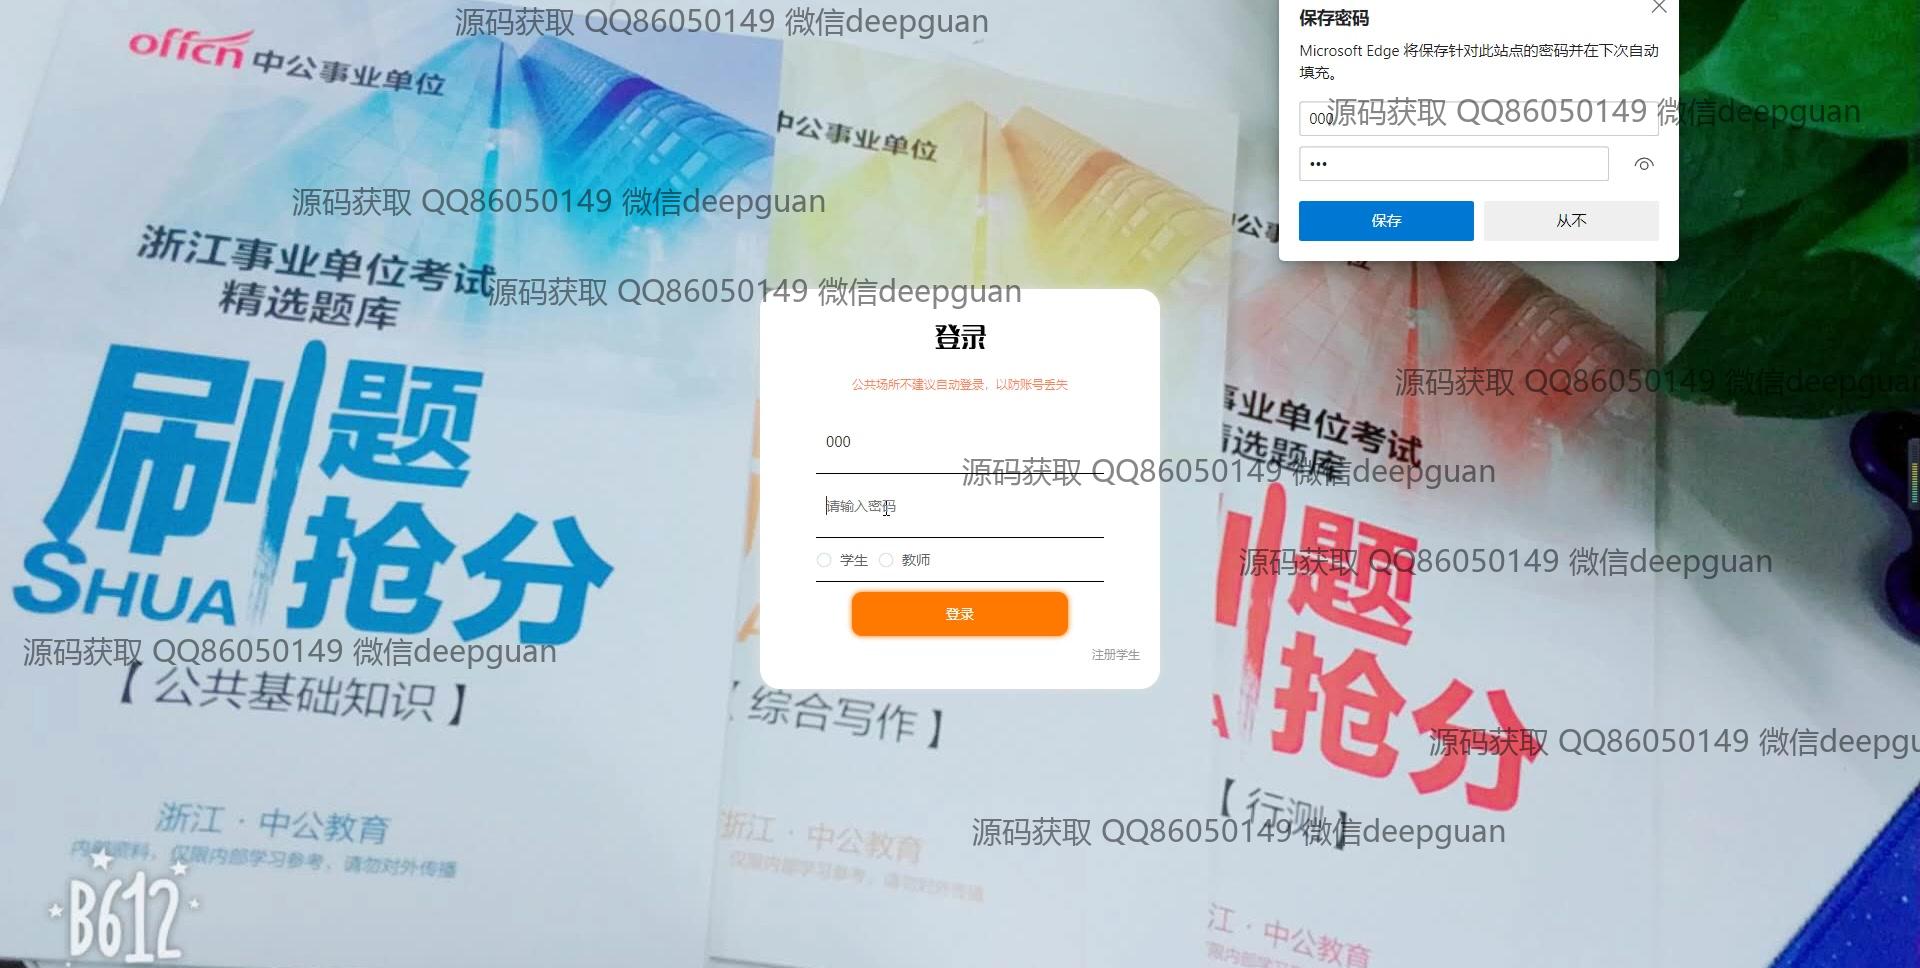 源码获取 QQ86050149 微信deepguan
offcn 中公事业单位
中公事业单位
源码获取 QQ86050149 微信deepguan
浙江事业单位考试
精选题库
源码获取 QQ86050149 微信deepguan
刷题
抢分
SHUA
源码获取 QQ86050149 微信deepguan
【公共基础知识】
浙江·中公教育
内部资料，仅限内部学习参考，请勿对外传播
B612
保存密码
Microsoft Edge 将保存针对此站点的密码并在下次自动
填充。
000
源码获取 QQ86050149 微信deepguan
•••
保存
从不
登录
公共场所不建议自动登录，以防账号丢失
000
请输入密码
学生
教师
登录
注册学生
综合写作】
浙江·中公教育
仅限内部学习参考，请勿对外传播
源码获取 QQ86050149 微信deepguan
事业单位考试
选题库
源码获取 QQ86050149 微信deepguan
源码获取 QQ86050149 微信deepguan
题
抢分
源码获取 QQ86050149 微信deepgu
【行测】
源码获取 QQ86050149 微信deepguan
江·中公教育